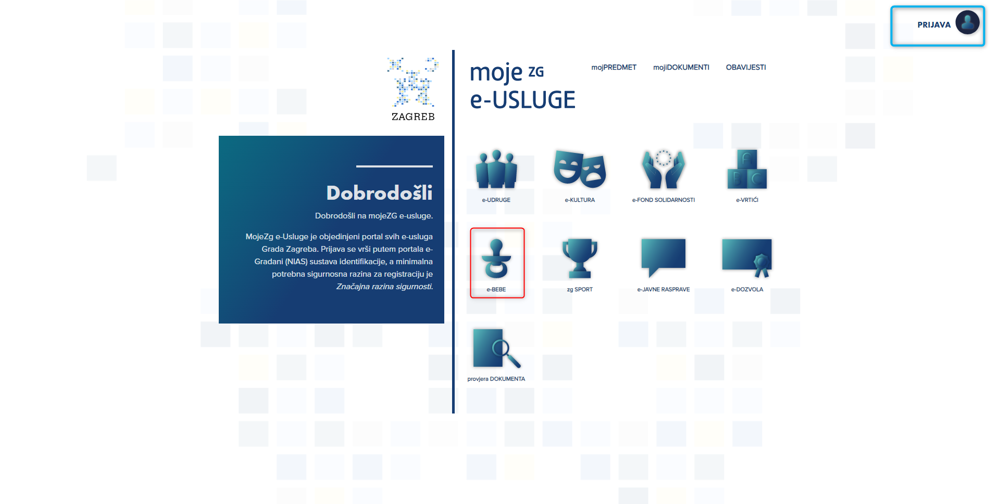 PRIJAVA
ZAGREB
moje ZG
e-USLUGE
mojPREDMET
mojiDOKUMENTI
OBAVIJESTI
Dobrodošli
Dobrodošli na mojeZG e-usluge.
MojeZg e-Usluge je objedinjeni portal svih e-usluga
Grada Zagreba. Prijava se vrši putem portala e-
Građani (NIAS) sustava identifikacije, a minimalna
potrebna sigurnosna razina za registraciju je
Značajna razina sigurnosti.
e-UDRUGE
e-KULTURA
e-FOND SOLIDARNOSTI
A
B C
e-VRTIĆI
e-BEBE
zg SPORT
e-JAVNE RASPRAVE
e-DOZVOLA
provjera DOKUMENTA